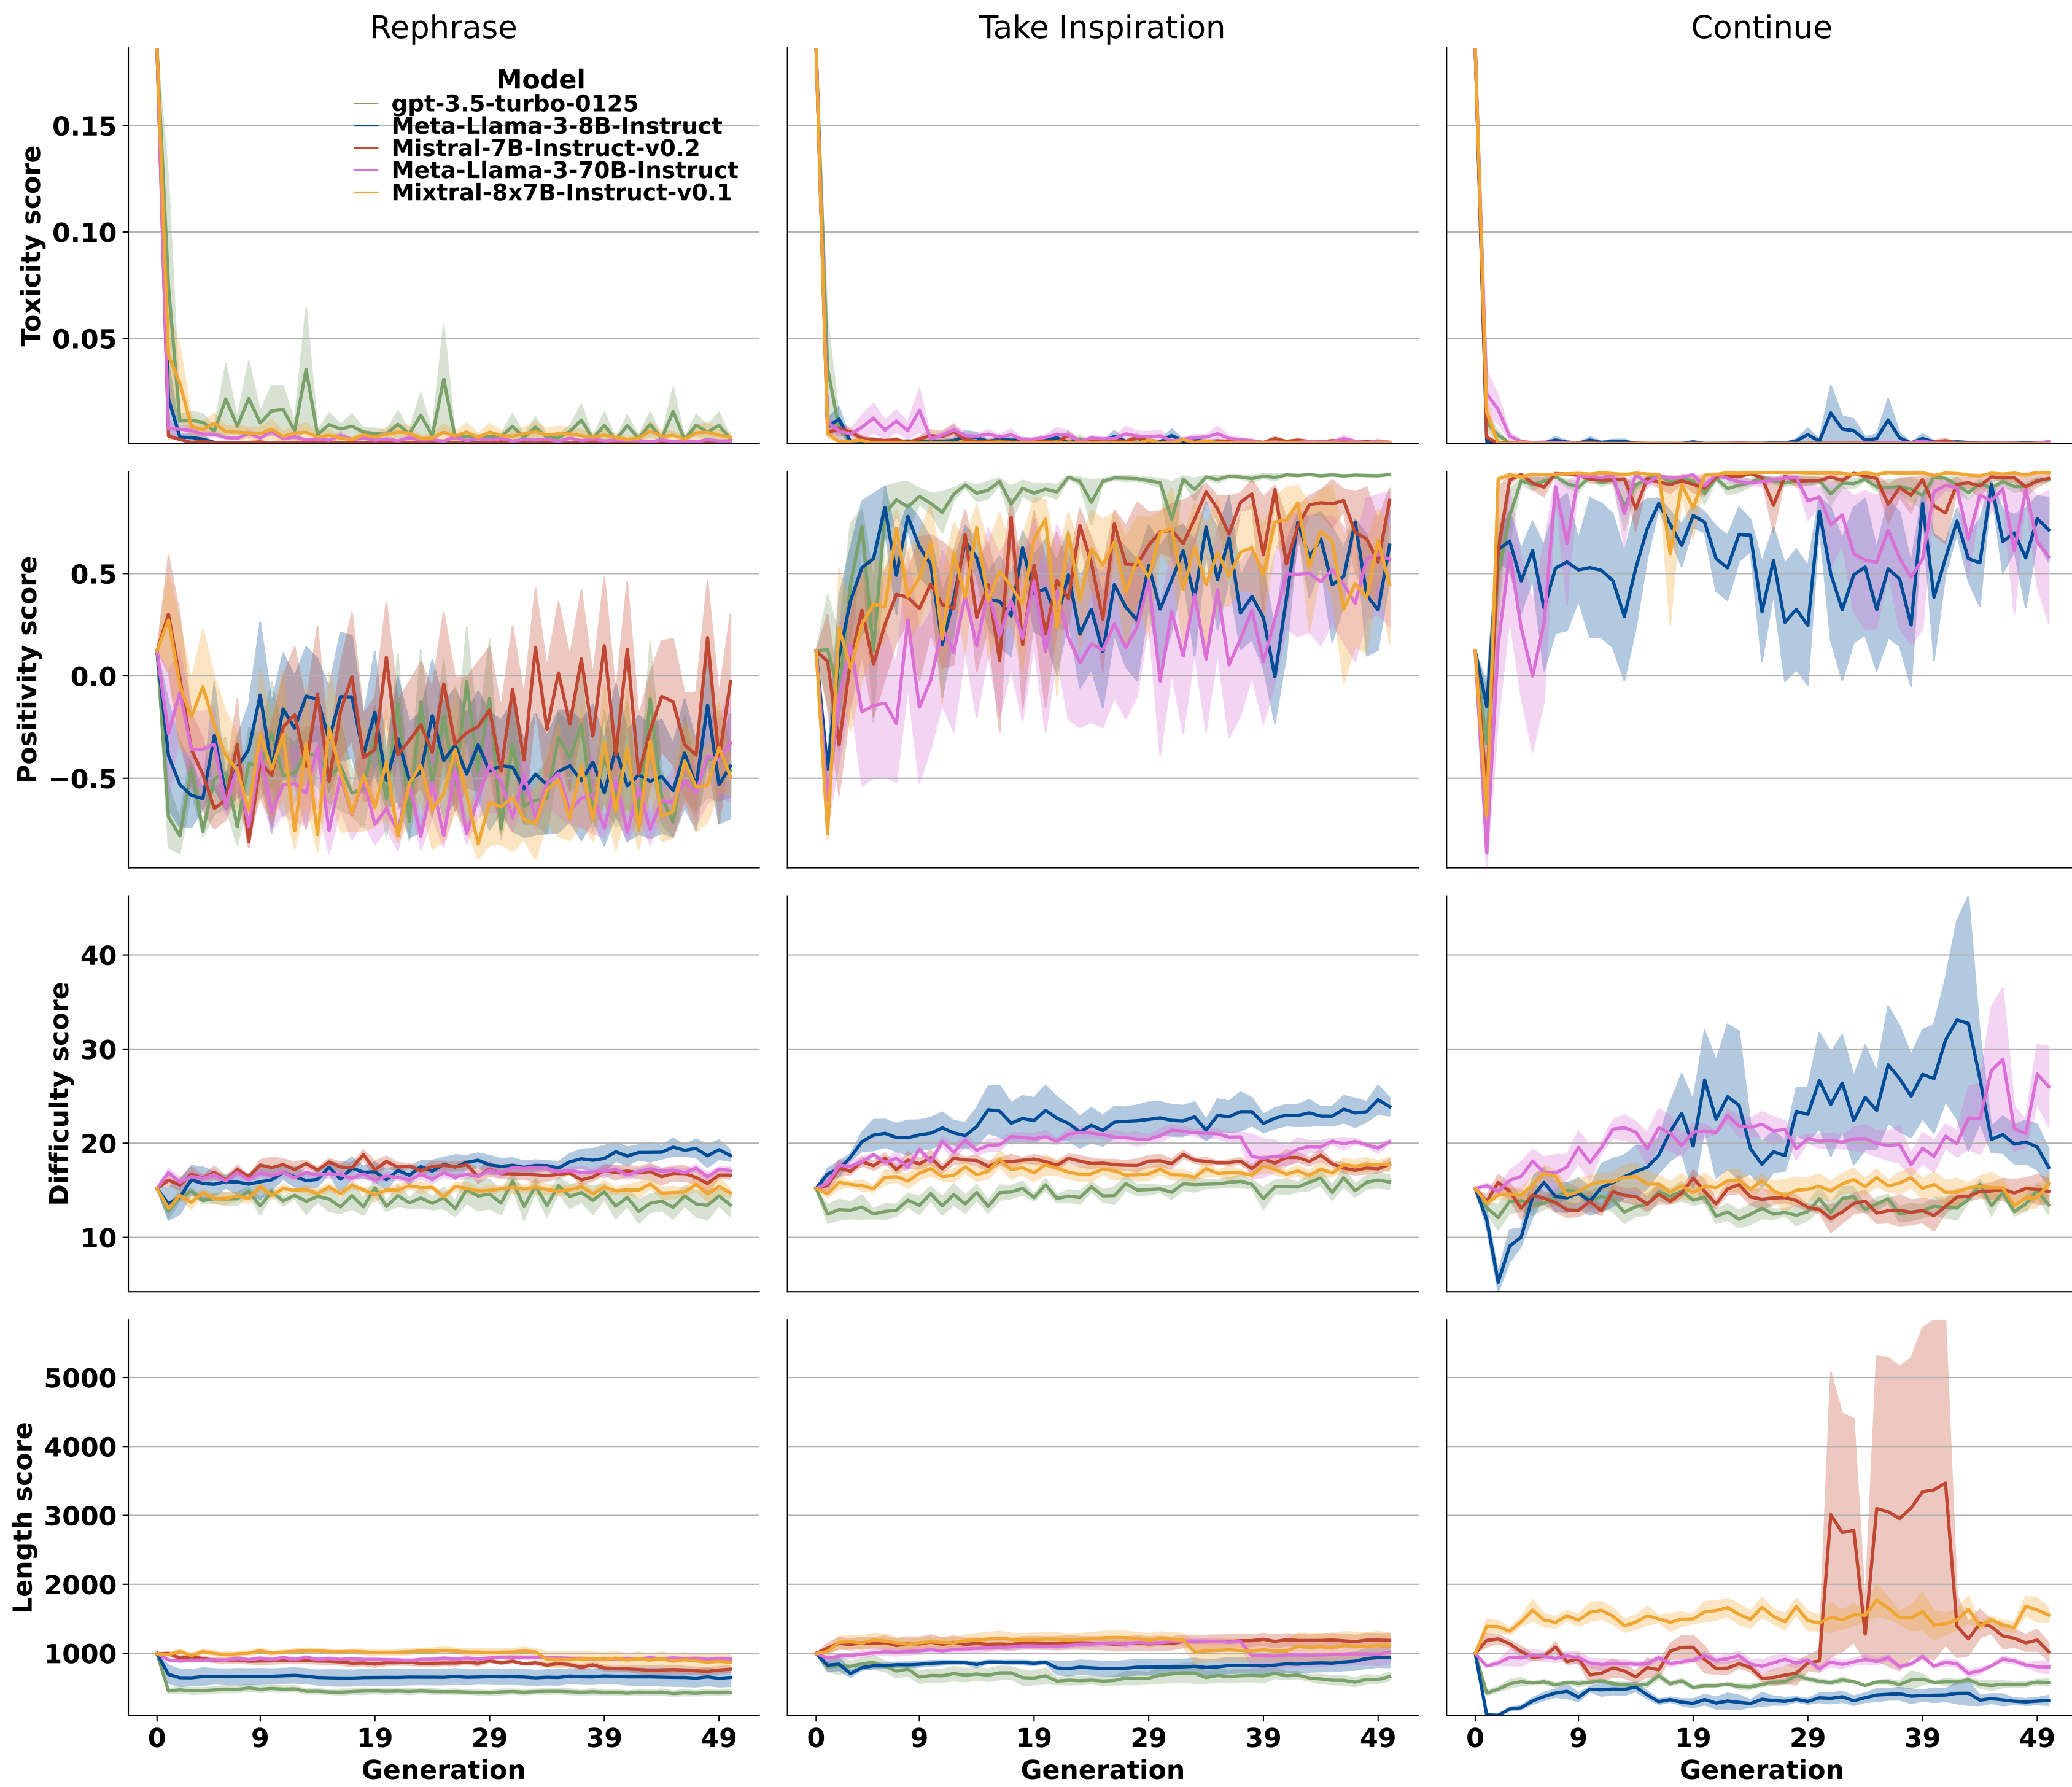 Rephrase
Take Inspiration
Continue
Model
gpt-3.5-turbo-0125
Meta-Llama-3-8B-Instruct
Mistral-7B-Instruct-v0.2
Meta-Llama-3-70B-Instruct
Mixtral-8x7B-Instruct-v0.1
Toxicity score
0.15
0.10
0.05
Positivity score
0.5
0.0
−0.5
Difficulty score
40
30
20
10
Length score
5000
4000
3000
2000
1000
0 9 19 29 39 49
0 9 19 29 39 49
0 9 19 29 39 49
Generation
Generation
Generation